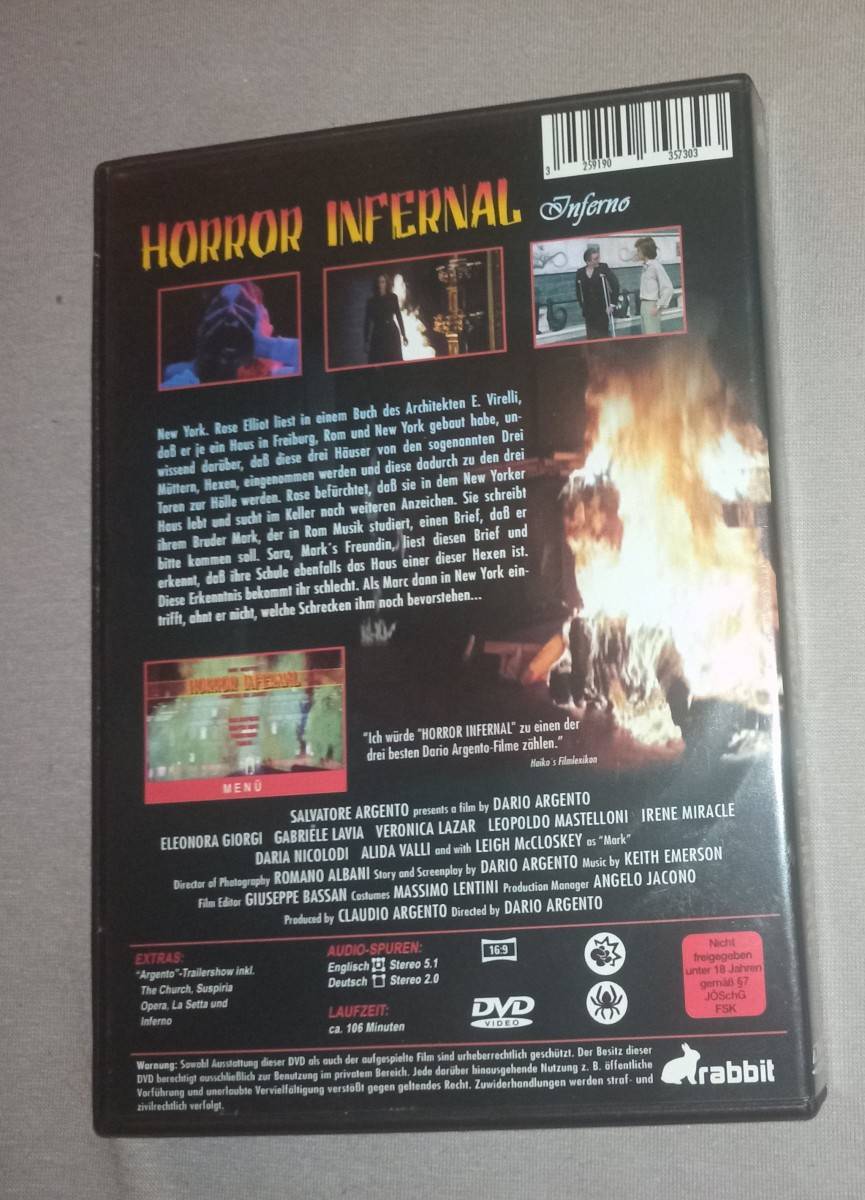 3 259190 357303
HORROR INFERNAL Inferno
New York. Rose Elliot liest in einem Buch des Architekten E. Virelli,
daß er je ein Haus in Freiburg, Rom und New York gebaut habe, un-
wissend darüber, daß diese drei Häuser von den sogenannten Drei
Müttern, Hexen, eingenommen werden und diese dadurch zu den drei
Toren zur Hölle werden. Rose befürchtet, daß sie in dem New Yorker
Haus lebt und sucht im Keller nach weiteren Anzeichen. Sie schreibt
ihrem Bruder Mark, der in Rom Musik studiert, einen Brief, daß er
bitte kommen soll. Sara, Mark´s Freundin, liest diesen Brief und
erkennt, daß ihre Schule ebenfalls das Haus einer dieser Hexen ist.
Diese Erkenntnis bekommt ihr schlecht. Als Marc dann in New York ein-
trifft, ahnt er nicht, welche Schrecken ihm noch bevorstehen...
HORROR INFERNAL
MENÜ
"Ich würde "HORROR INFERNAL" zu einen der
drei besten Dario Argento-Filme zählen."
Haiko´s Filmlexikon
SALVATORE ARGENTO presents a film by DARIO ARGENTO
ELEONORA GIORGI GABRIELE LAVIA VERONICA LAZAR LEOPOLDO MASTELLONI IRENE MIRACLE
DARIA NICOLODI ALIDA VALLI and with LEIGH McCLOSKEY as "Mark"
Director of Photography ROMANO ALBANI Story and Screenplay by DARIO ARGENTO Music by KEITH EMERSON
Film Editor GIUSEPPE BASSAN Costumes MASSIMO LENTINI Production Manager ANGELO JACONO
Produced by CLAUDIO ARGENTO Directed by DARIO ARGENTO
EXTRAS:
"Argento"-Trailershow inkl.
The Church, Suspiria
Opera, La Setta und
Inferno
AUDIO-SPUREN:
Englisch Stereo 5.1
Deutsch Stereo 2.0
LAUFZEIT:
ca. 106 Minuten
16:9
DVD
VIDEO
Nicht
freigegeben
unter 18 Jahren
gemäß §7
JÖSchG
FSK
Warnung: Sowohl Ausstattung dieser DVD als auch der aufgespielte Film sind urheberrechtlich geschützt. Der Besitz dieser
DVD berechtigt ausschließlich zur Benutzung im privatem Bereich. Jede darüber hinausgehende Nutzung z. B. öffentliche
Vorführung und unerlaubte Vervielfältigung verstößt gegen geltendes Recht. Zuwiderhandlungen werden straf- und
zivilrechtlich verfolgt.
rabbit